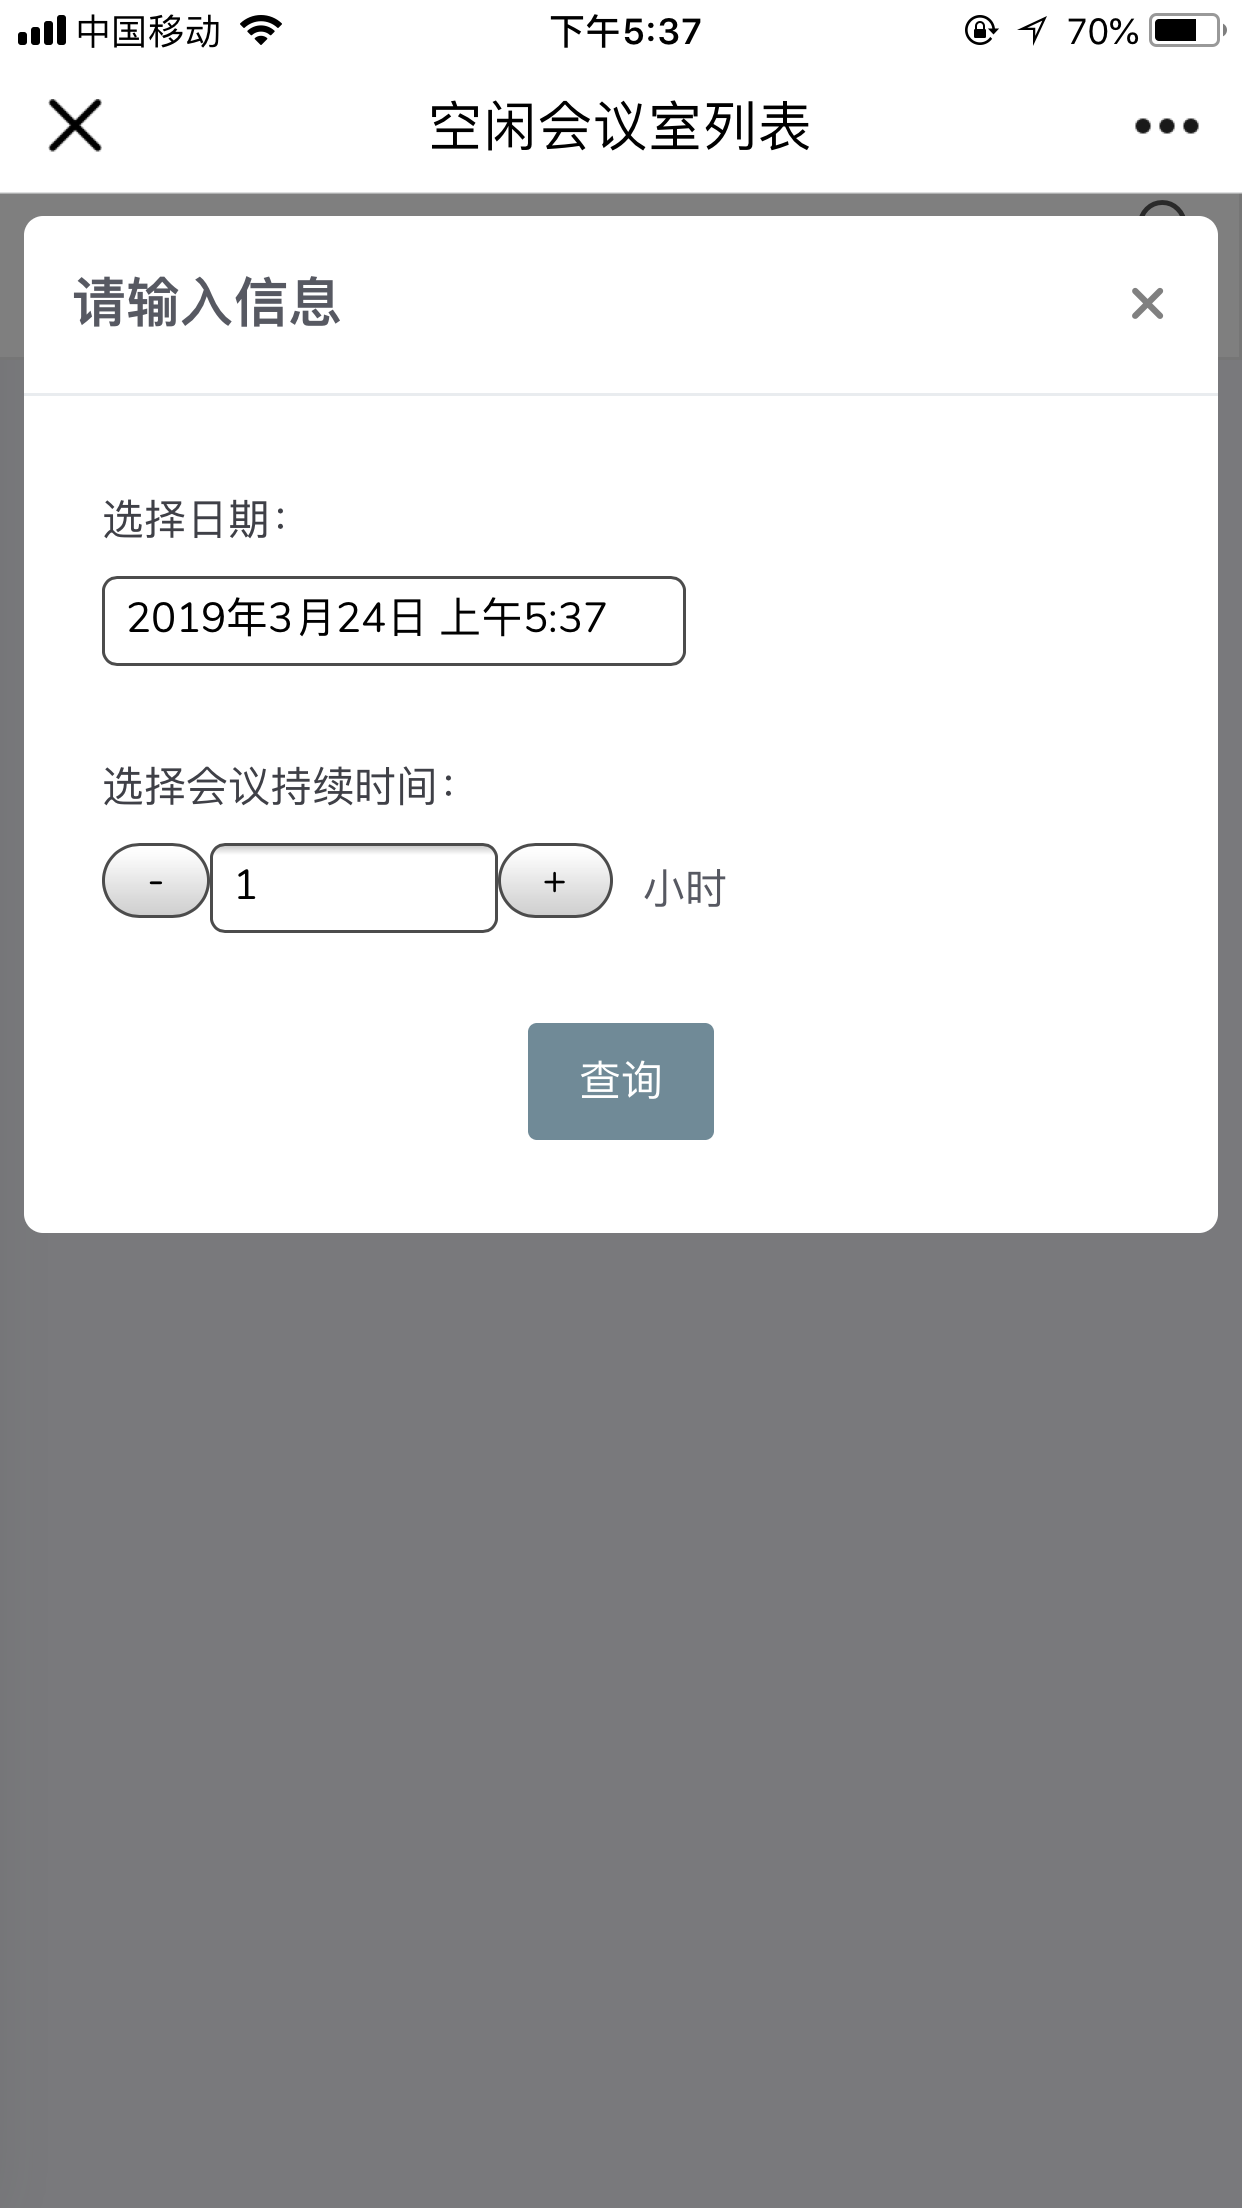 中国移动 下午5:37 70%
空闲会议室列表
请输入信息
选择日期：
2019年3月24日 上午5:37
选择会议持续时间：
- 1 + 小时
查询